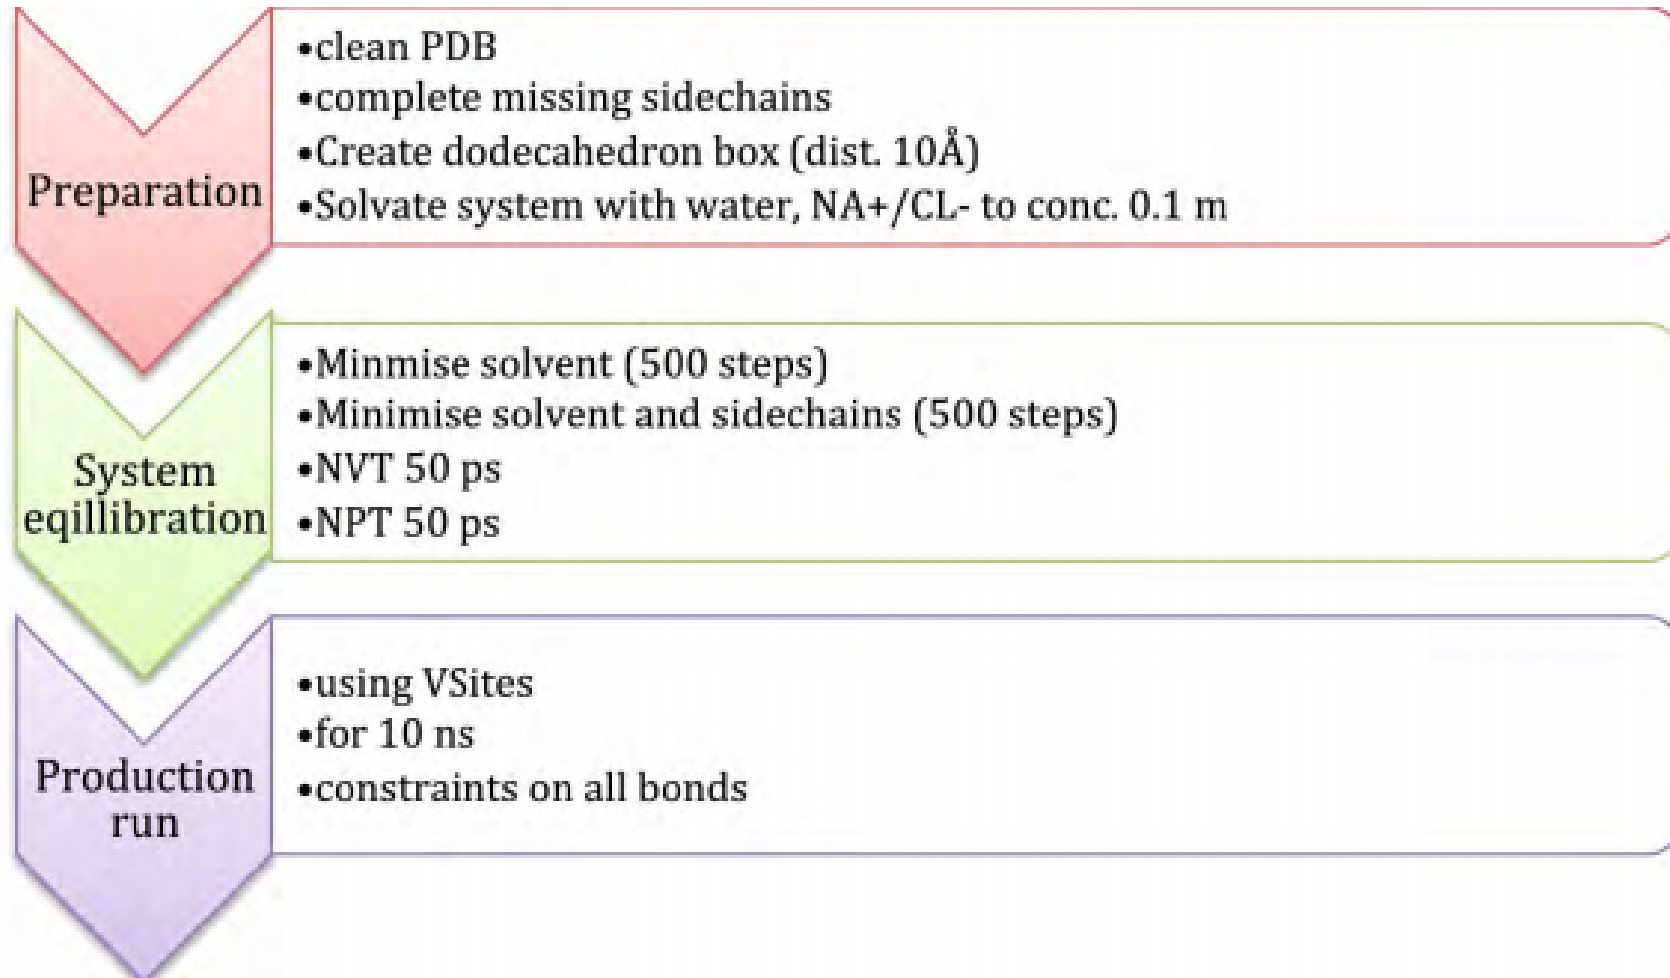 Preparation
•clean PDB
•complete missing sidechains
•Create dodecahedron box (dist. 10Å)
•Solvate system with water, NA+/CL- to conc. 0.1 m
System
eqillibration
•Minmise solvent (500 steps)
•Minimise solvent and sidechains (500 steps)
•NVT 50 ps
•NPT 50 ps
Production
run
•using VSites
•for 10 ns
•constraints on all bonds